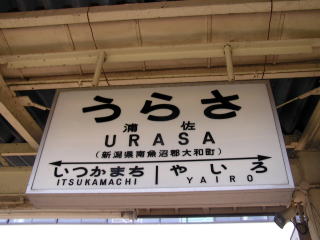 うらさ
浦佐
URASA
(新潟県南魚沼郡大和町)
いつかまち やいろ
ITSUKAMACHI YAIRO